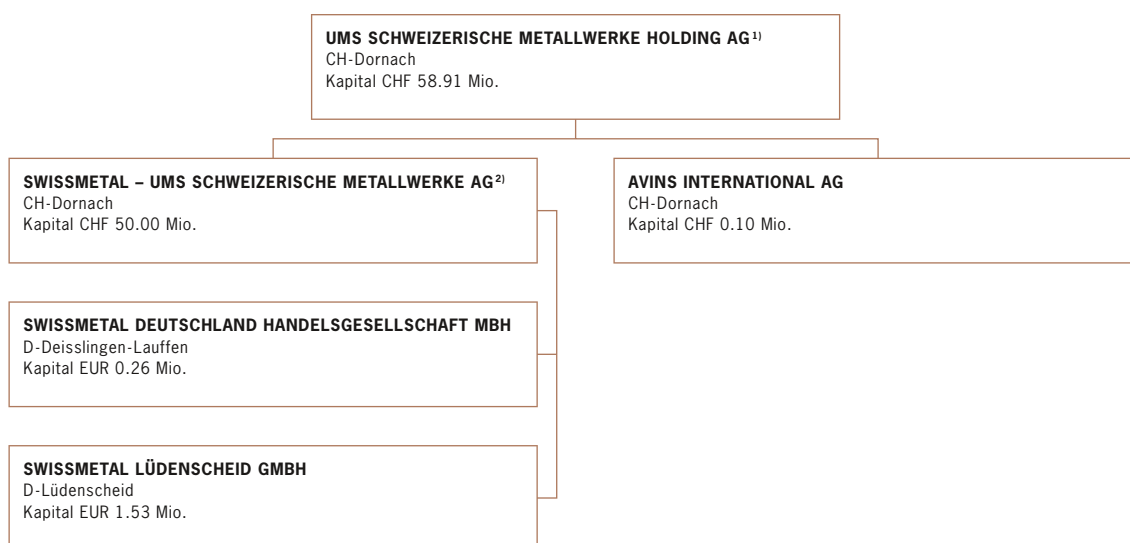 UMS SCHWEIZERISCHE METALLWERKE HOLDING AG 1)
CH-Dornach
Kapital CHF 58.91 Mio.
SWISSMETAL – UMS SCHWEIZERISCHE METALLWERKE AG 2)
CH-Dornach
Kapital CHF 50.00 Mio.
AVINS INTERNATIONAL AG
CH-Dornach
Kapital CHF 0.10 Mio.
SWISSMETAL DEUTSCHLAND HANDELSGESELLSCHAFT MBH
D-Deisslingen-Lauffen
Kapital EUR 0.26 Mio.
SWISSMETAL LÜDENSCHEID GMBH
D-Lüdenscheid
Kapital EUR 1.53 Mio.